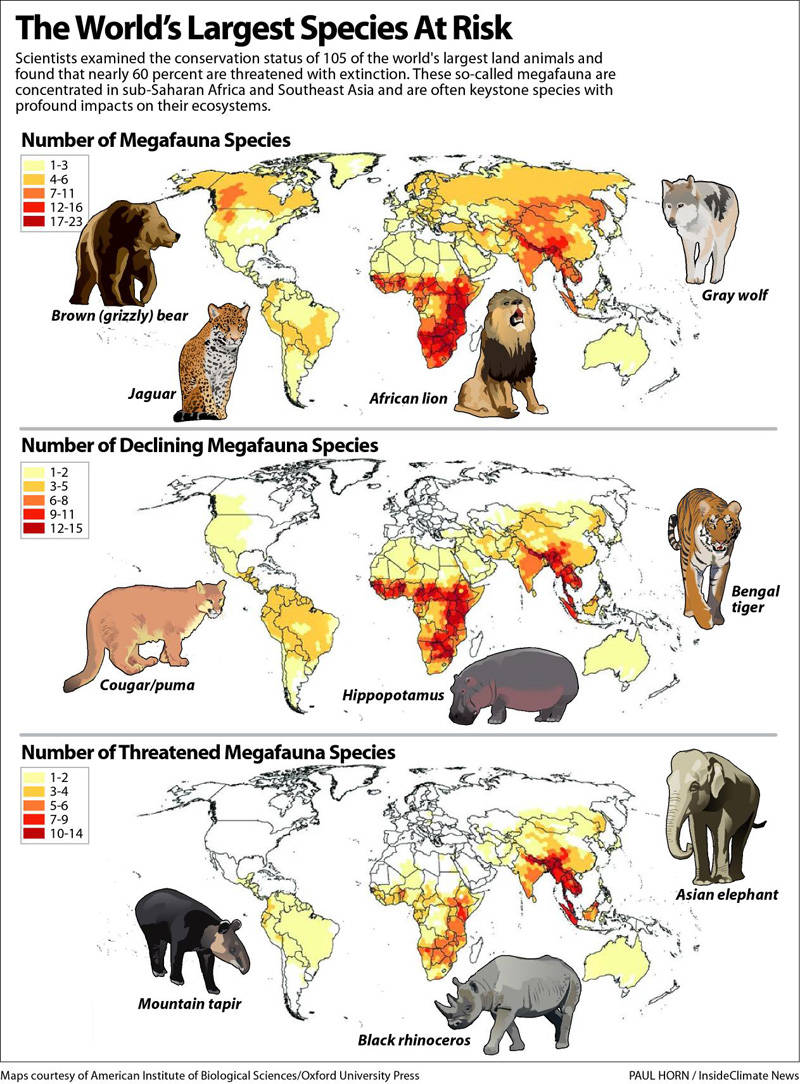 The World's Largest Species At Risk
Scientists examined the conservation status of 105 of the world's largest land animals and
found that nearly 60 percent are threatened with extinction. These so-called megafauna are
concentrated in sub-Saharan Africa and Southeast Asia and are often keystone species with
profound impacts on their ecosystems.
Number of Megafauna Species
1-3
4-6
7-11
12-16
17-23
Brown (grizzly) bear
Jaguar
African lion
Gray wolf
Number of Declining Megafauna Species
1-2
3-5
6-8
9-11
12-15
Cougar/puma
Hippopotamus
Bengal
tiger
Number of Threatened Megafauna Species
1-2
3-4
5-6
7-9
10-14
Mountain tapir
Black rhinoceros
Asian elephant
Maps courtesy of American Institute of Biological Sciences/Oxford University Press
PAUL HORN / InsideClimate News